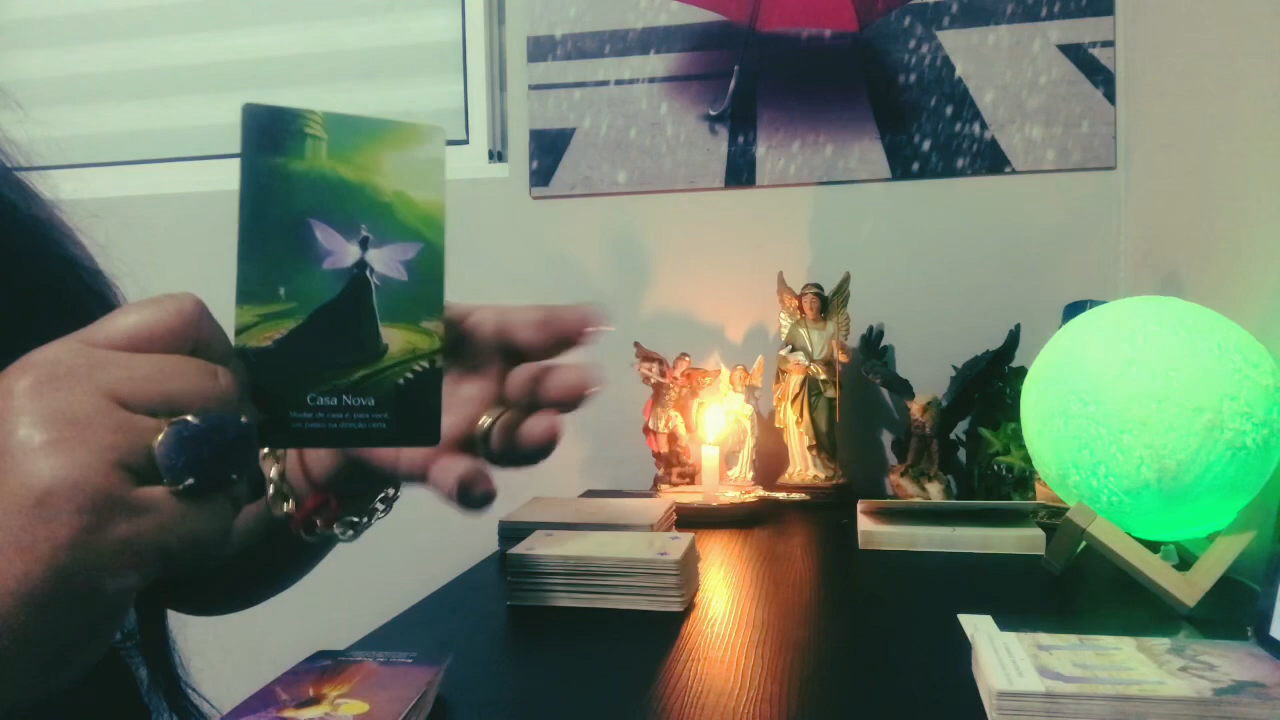 Casa Nova
Mudar de casa é, para você,
um passo na direção certa.